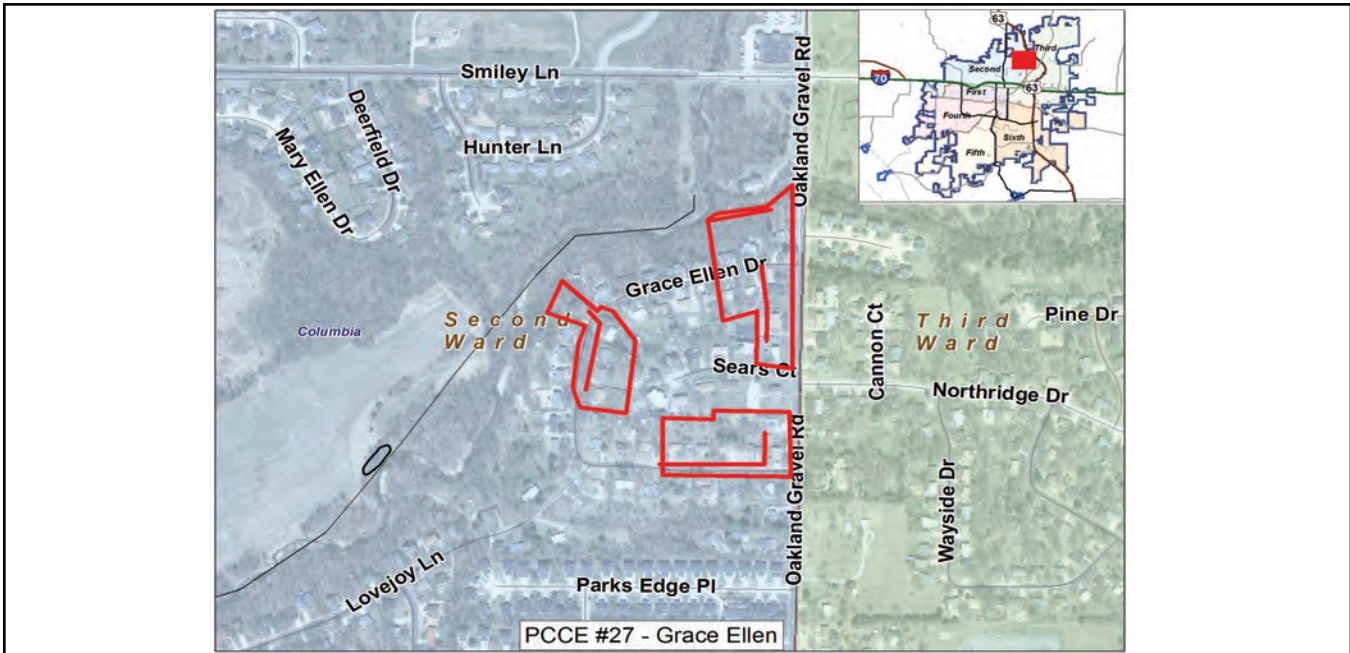 Smiley Ln
Deerfield Dr
Mary Ellen Dr
Hunter Ln
Oakland Gravel Rd
Grace Ellen Dr
Columbia
Second
Ward
Sears Ct
Cannon Ct
Third
Ward
Pine Dr
Northridge Dr
Oakland Gravel Rd
Wayside Dr
Lovejoy Ln
Parks Edge Pl
PCCE #27 - Grace Ellen
63
Third
Second
70
63
First
Fourth
Sixth
Fifth